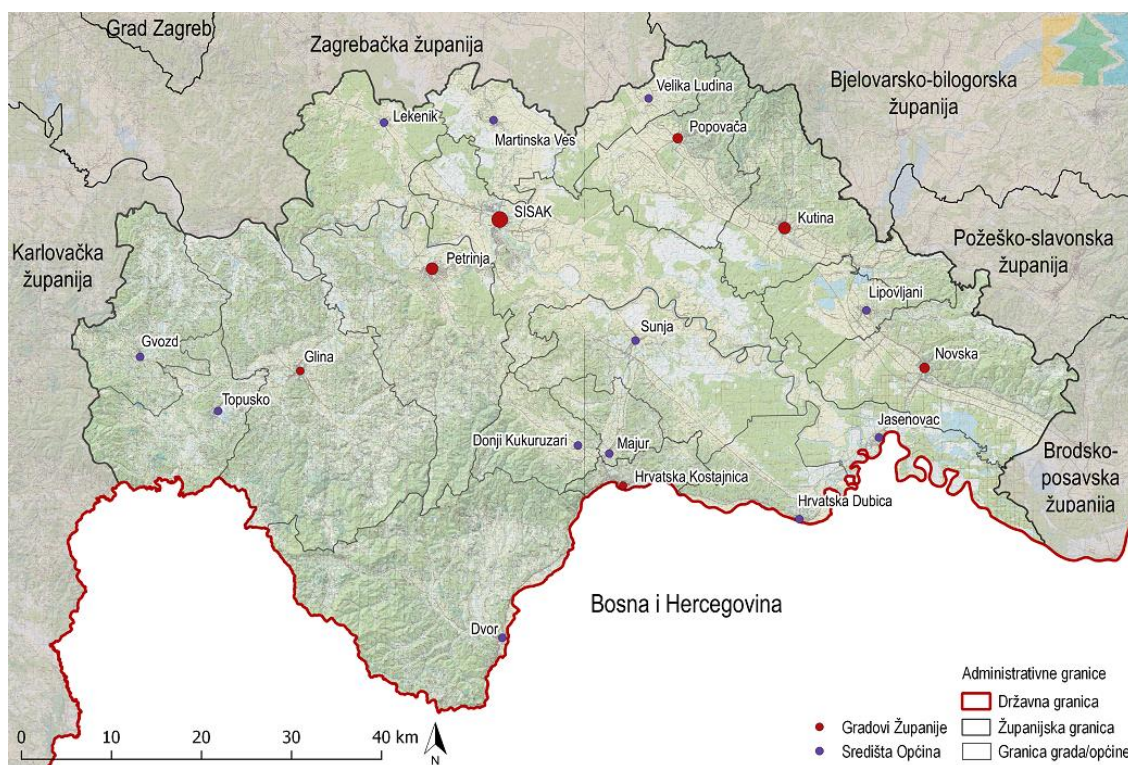 Grad Zagreb
Zagrebačka županija
Bjelovarsko-bilogorska
županija
Velika Ludina
Lekenik
Martinska Ves
Popovača
SISAK
Kutina
Karlovačka
županija
Petrinja
Požeško-slavonska
županija
Lipovljani
Gvozd
Glina
Sunja
Novska
Topusko
Jasenovac
Donji Kukuruzari
Majur
Brodsko-
posavska
županija
Hrvatska Kostajnica
Hrvatska Dubica
Bosna i Hercegovina
Dvor
Administrativne granice
Državna granica
Gradovi Županije
Županijska granica
Središta Općina
Granica grada/općine
0 10 20 30 40 km
N